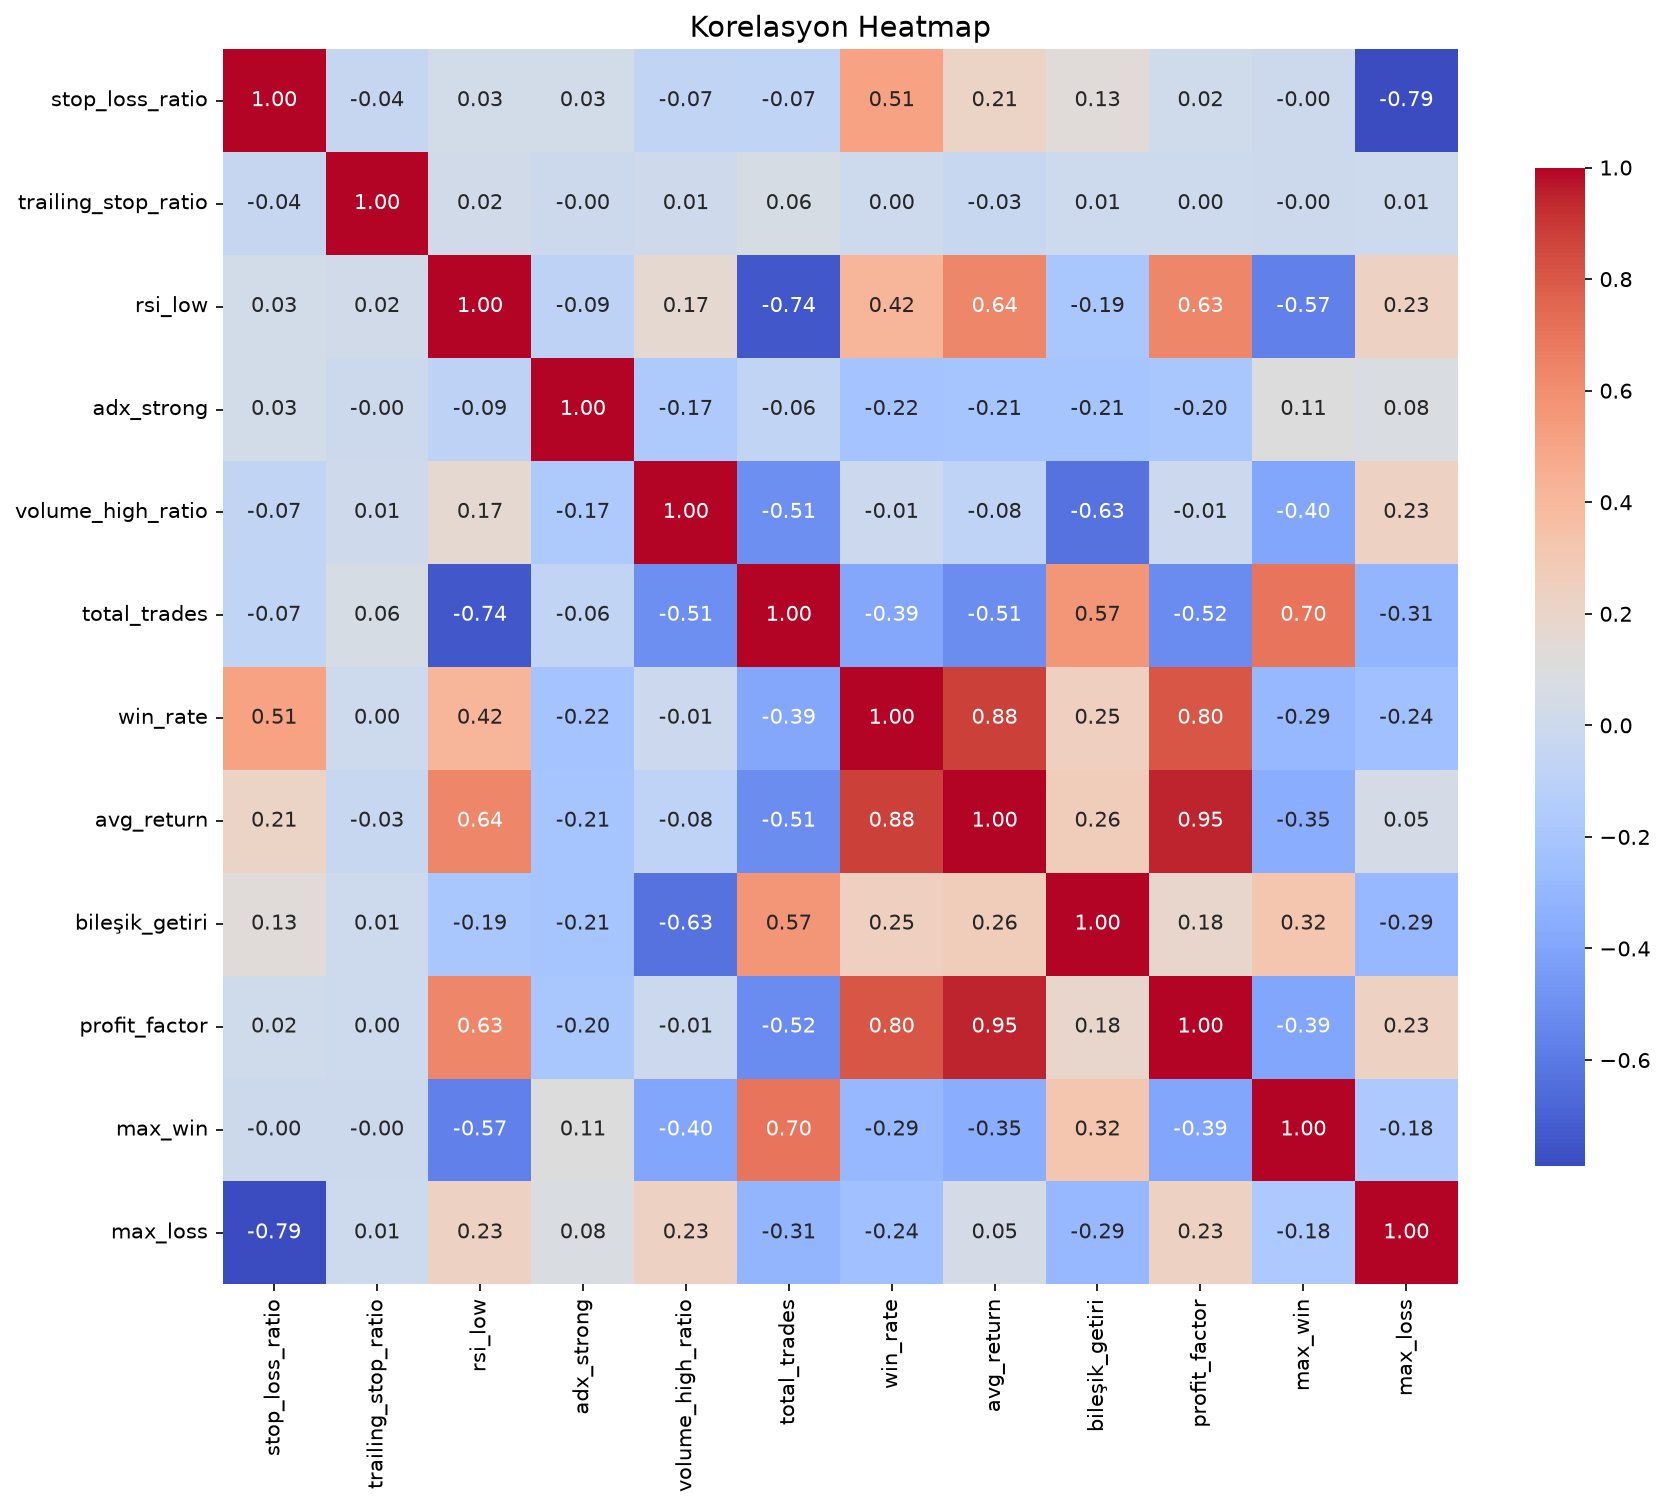 Korelasyon Heatmap
stop_loss_ratio 1.00 -0.04 0.03 0.03 -0.07 -0.07 0.51 0.21 0.13 0.02 -0.00 -0.79
trailing_stop_ratio -0.04 1.00 0.02 -0.00 0.01 0.06 0.00 -0.03 0.01 0.00 -0.00 0.01
rsi_low 0.03 0.02 1.00 -0.09 0.17 -0.74 0.42 0.64 -0.19 0.63 -0.57 0.23
adx_strong 0.03 -0.00 -0.09 1.00 -0.17 -0.06 -0.22 -0.21 -0.21 -0.20 0.11 0.08
volume_high_ratio -0.07 0.01 0.17 -0.17 1.00 -0.51 -0.01 -0.08 -0.63 -0.01 -0.40 0.23
total_trades -0.07 0.06 -0.74 -0.06 -0.51 1.00 -0.39 -0.51 0.57 -0.52 0.70 -0.31
win_rate 0.51 0.00 0.42 -0.22 -0.01 -0.39 1.00 0.88 0.25 0.80 -0.29 -0.24
avg_return 0.21 -0.03 0.64 -0.21 -0.08 -0.51 0.88 1.00 0.26 0.95 -0.35 0.05
bileşik_getiri 0.13 0.01 -0.19 -0.21 -0.63 0.57 0.25 0.26 1.00 0.18 0.32 -0.29
profit_factor 0.02 0.00 0.63 -0.20 -0.01 -0.52 0.80 0.95 0.18 1.00 -0.39 0.23
max_win -0.00 -0.00 -0.57 0.11 -0.40 0.70 -0.29 -0.35 0.32 -0.39 1.00 -0.18
max_loss -0.79 0.01 0.23 0.08 0.23 -0.31 -0.24 0.05 -0.29 0.23 -0.18 1.00
stop_loss_ratio
trailing_stop_ratio
rsi_low
adx_strong
volume_high_ratio
total_trades
win_rate
avg_return
bileşik_getiri
profit_factor
max_win
max_loss
1.0
0.8
0.6
0.4
0.2
0.0
−0.2
−0.4
−0.6